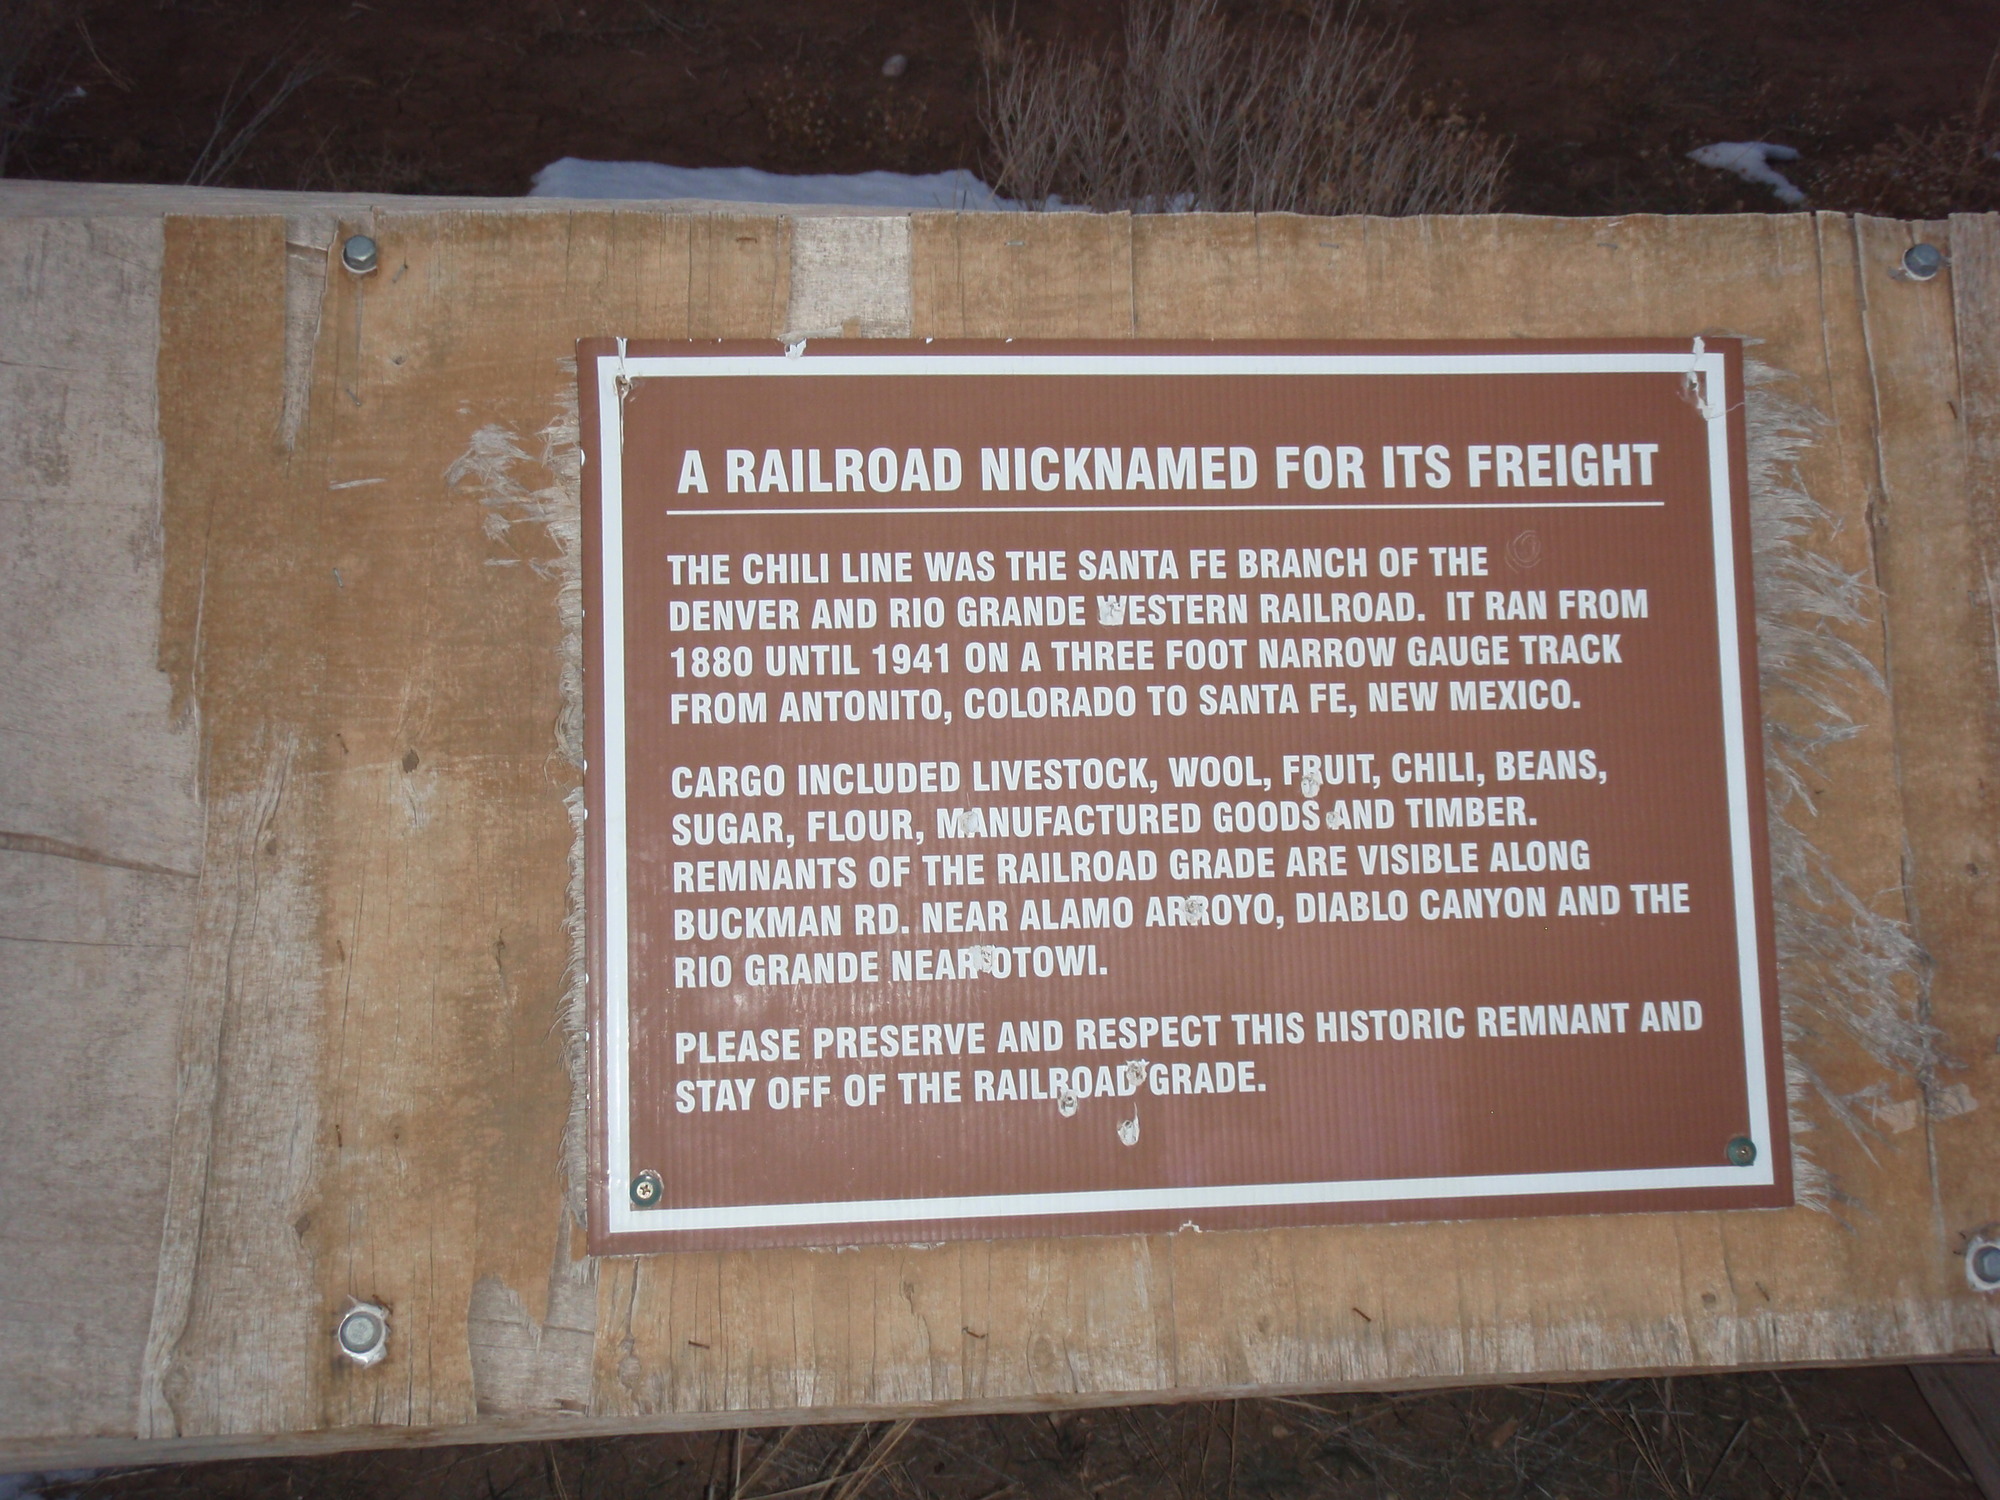 A RAILROAD NICKNAMED FOR ITS FREIGHT
THE CHILI LINE WAS THE SANTA FE BRANCH OF THE
DENVER AND RIO GRANDE WESTERN RAILROAD. IT RAN FROM
1880 UNTIL 1941 ON A THREE FOOT NARROW GAUGE TRACK
FROM ANTONITO, COLORADO TO SANTA FE, NEW MEXICO.
CARGO INCLUDED LIVESTOCK, WOOL, FRUIT, CHILI, BEANS,
SUGAR, FLOUR, MANUFACTURED GOODS AND TIMBER.
REMNANTS OF THE RAILROAD GRADE ARE VISIBLE ALONG
BUCKMAN RD. NEAR ALAMO ARROYO, DIABLO CANYON AND THE
RIO GRANDE NEAR OTOWI.
PLEASE PRESERVE AND RESPECT THIS HISTORIC REMNANT AND
STAY OFF OF THE RAILROAD GRADE.